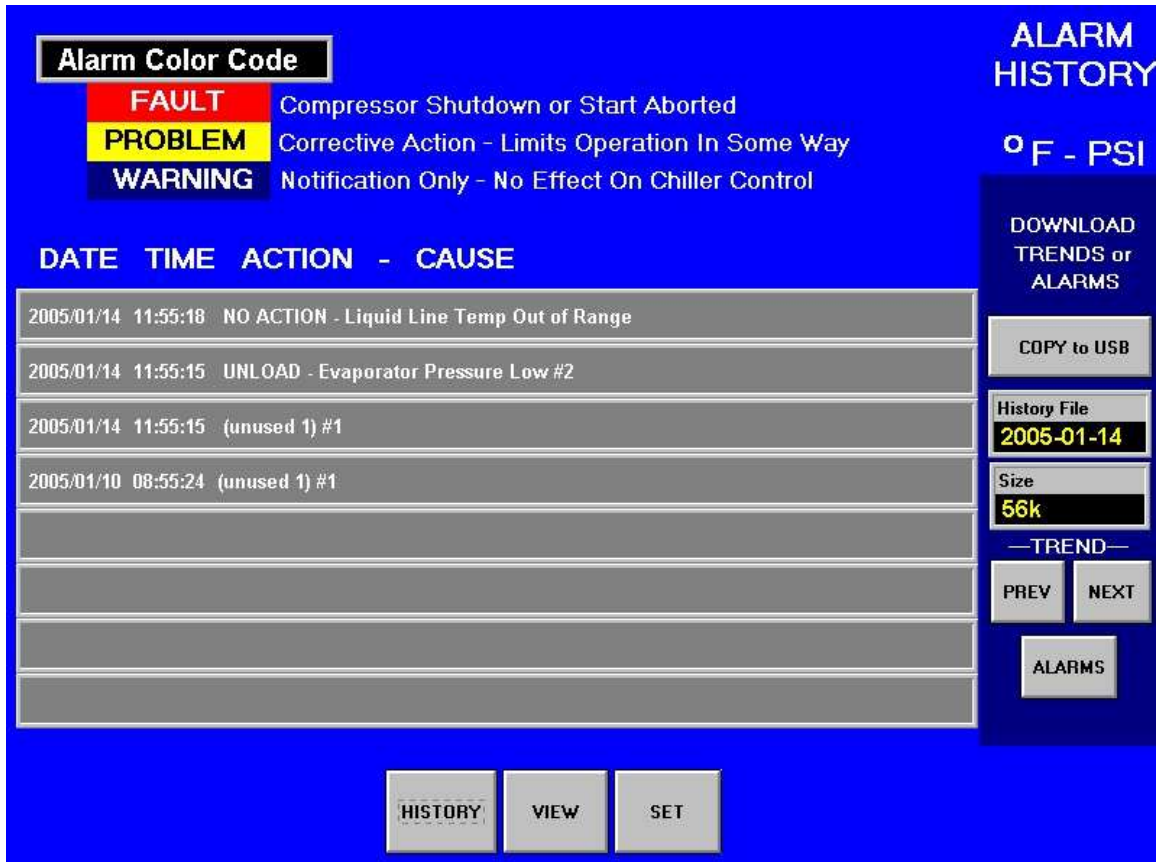 Alarm Color Code
FAULT Compressor Shutdown or Start Aborted
PROBLEM Corrective Action - Limits Operation In Some Way
WARNING Notification Only - No Effect On Chiller Control
DATE TIME ACTION - CAUSE
2005/01/14 11:55:18 NO ACTION - Liquid Line Temp Out of Range
2005/01/14 11:55:15 UNLOAD - Evaporator Pressure Low #2
2005/01/14 11:55:15 (unused 1) #1
2005/01/10 08:55:24 (unused 1) #1
ALARM
HISTORY
°F - PSI
DOWNLOAD
TRENDS or
ALARMS
COPY to USB
History File
2005-01-14
Size
56k
—TREND—
PREV NEXT
ALARMS
HISTORY VIEW SET